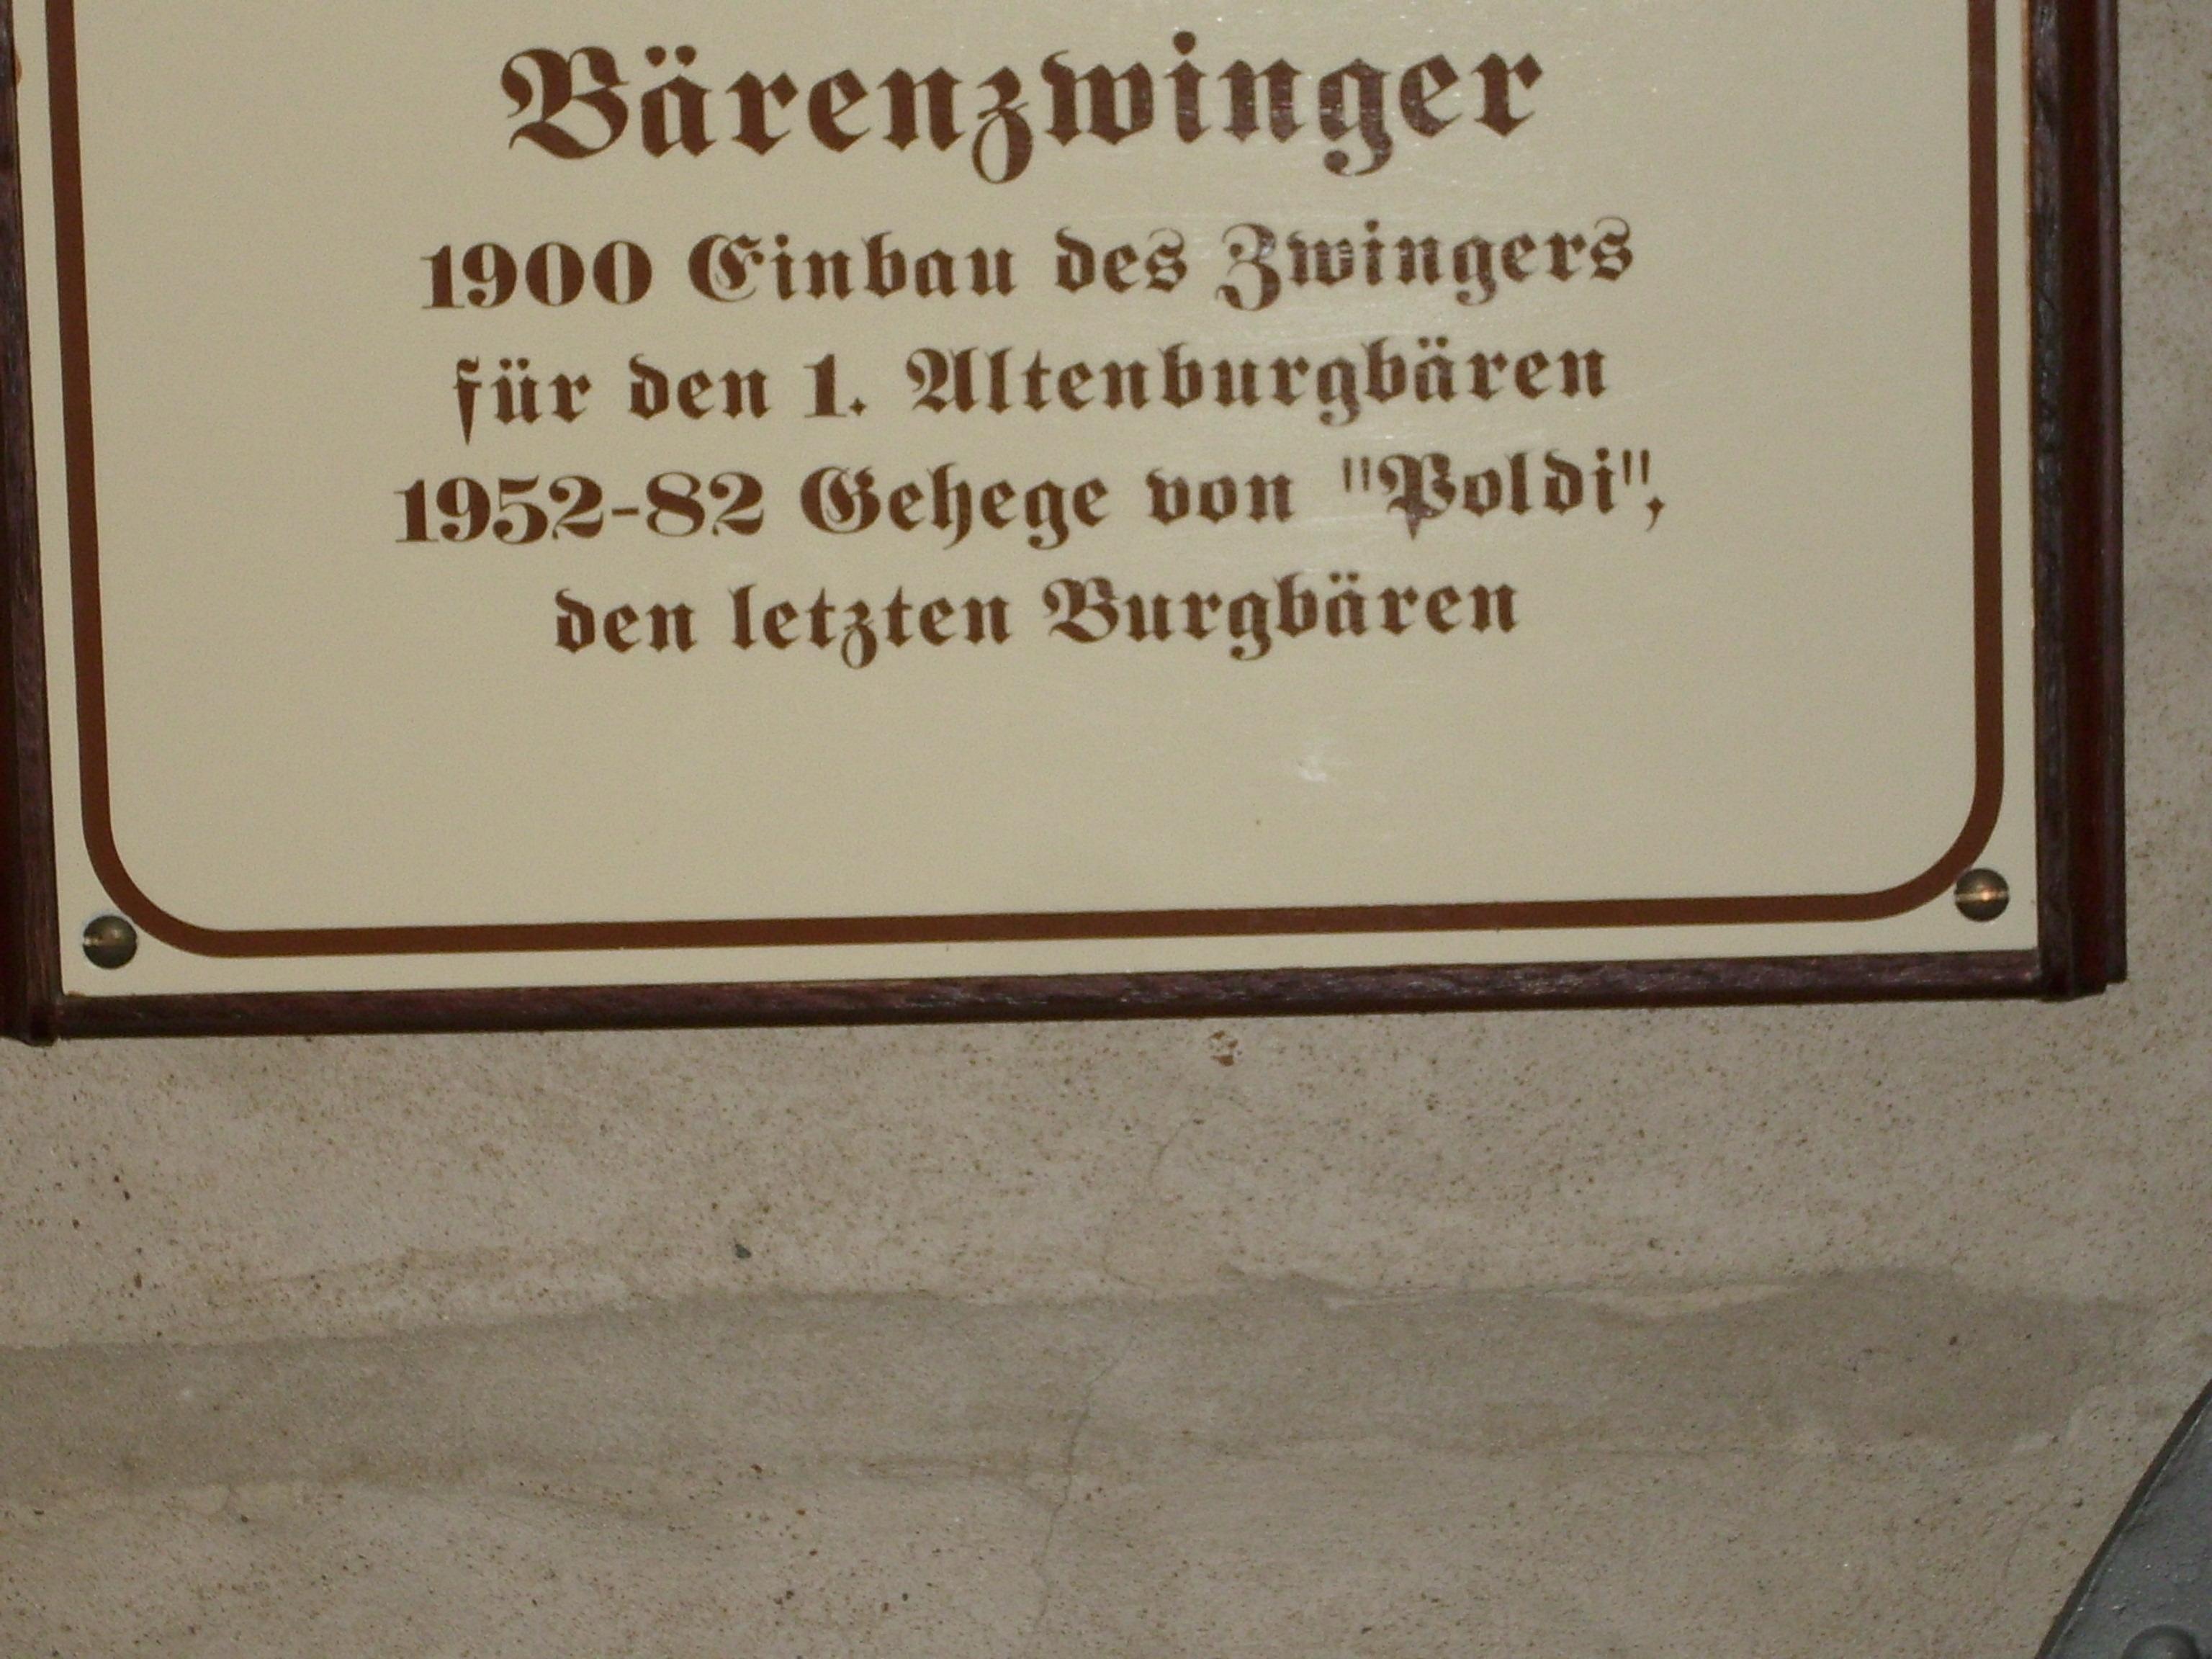 Bärenzwinger
1900 Einbau des Zwingers
für den 1. Altenburgbären
1952-82 Gehege von "Poldi",
den letzten Burgbären